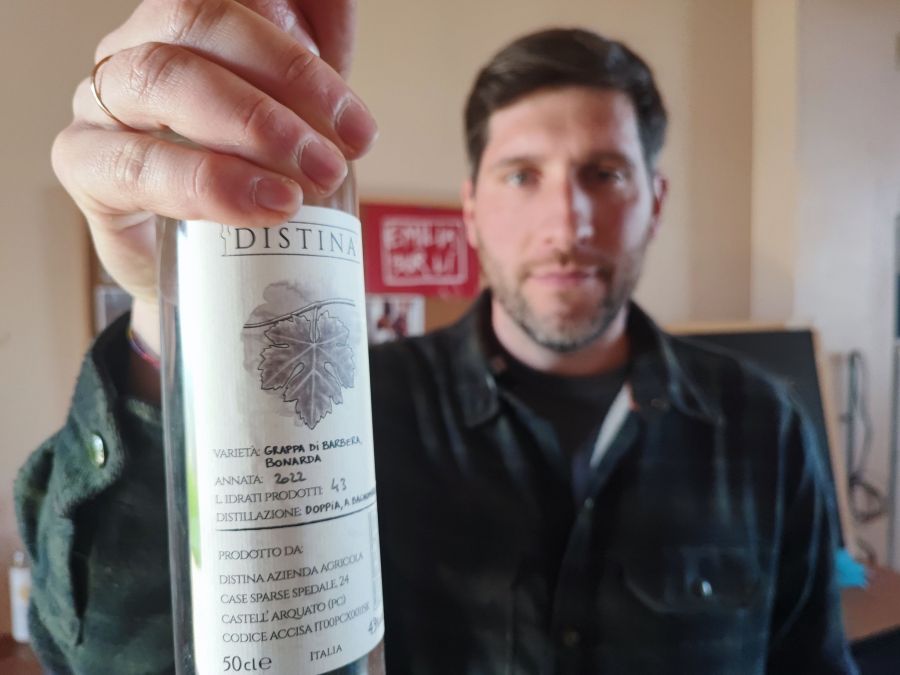 DISTINA
VARIETÀ: GRAPPA DI BARBERA,
BONARDA
ANNATA: 2022
L. IDRATI PRODOTTI: 43
DISTILLAZIONE: DOPPIA, A
PRODOTTO DA:
DISTINA AZIENDA AGRICOLA
CASE SPARSE SPEDALE, 24
CASTELL' ARQUATO (PC)
CODICE ACCISA
50cl℮ ITALIA